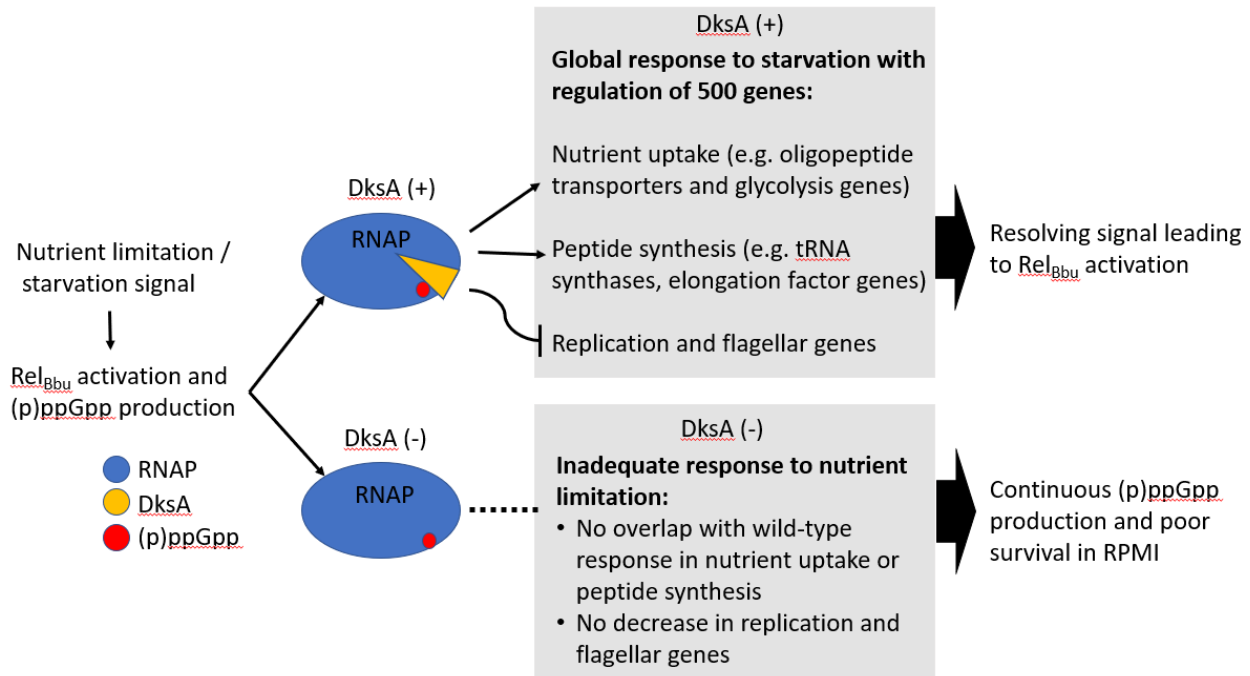 Nutrient limitation /
starvation signal
Rel_Bbu activation and
(p)ppGpp production
RNAP
DksA
(p)ppGpp
DksA (+)
RNAP
DksA (-)
RNAP
DksA (+)
Global response to starvation with
regulation of 500 genes:
Nutrient uptake (e.g. oligopeptide
transporters and glycolysis genes)
Peptide synthesis (e.g. tRNA
synthases, elongation factor genes)
Replication and flagellar genes
Resolving signal leading
to Rel_Bbu activation
DksA (-)
Inadequate response to nutrient
limitation:
• No overlap with wild-type
response in nutrient uptake or
peptide synthesis
• No decrease in replication and
flagellar genes
Continuous (p)ppGpp
production and poor
survival in RPMI